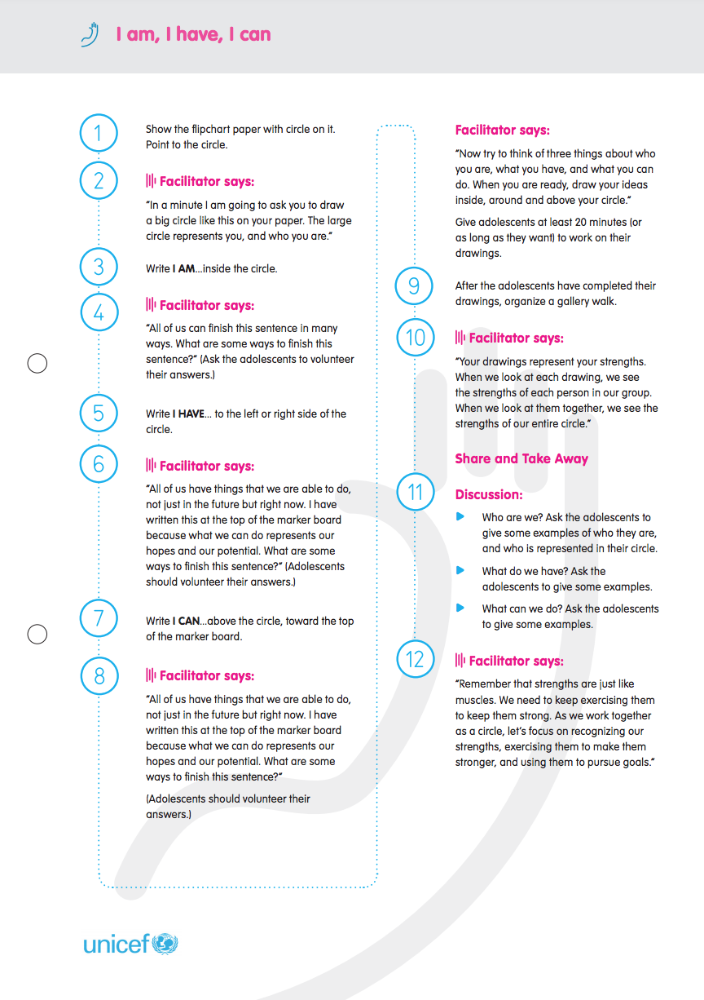 I am, I have, I can
1
Show the flipchart paper with circle on it.
Point to the circle.
2
Facilitator says:
“In a minute I am going to ask you to draw
a big circle like this on your paper. The large
circle represents you, and who you are.”
3
Write I AM...inside the circle.
4
Facilitator says:
“All of us can finish this sentence in many
ways. What are some ways to finish this
sentence?” (Ask the adolescents to volunteer
their answers.)
5
Write I HAVE... to the left or right side of the
circle.
6
Facilitator says:
“All of us have things that we are able to do,
not just in the future but right now. I have
written this at the top of the marker board
because what we can do represents our
hopes and our potential. What are some
ways to finish this sentence?” (Adolescents
should volunteer their answers.)
7
Write I CAN...above the circle, toward the top
of the marker board.
8
Facilitator says:
“All of us have things that we are able to do,
not just in the future but right now. I have
written this at the top of the marker board
because what we can do represents our
hopes and our potential. What are some
ways to finish this sentence?”
(Adolescents should volunteer their
answers.)
Facilitator says:
“Now try to think of three things about who
you are, what you have, and what you can
do. When you are ready, draw your ideas
inside, around and above your circle.”
Give adolescents at least 20 minutes (or
as long as they want) to work on their
drawings.
9
After the adolescents have completed their
drawings, organize a gallery walk.
10
Facilitator says:
“Your drawings represent your strengths.
When we look at each drawing, we see
the strengths of each person in our group.
When we look at them together, we see the
strengths of our entire circle.”
Share and Take Away
11
Discussion:
Who are we? Ask the adolescents to
give some examples of who they are,
and who is represented in their circle.
What do we have? Ask the
adolescents to give some examples.
What can we do? Ask the adolescents
to give some examples.
12
Facilitator says:
“Remember that strengths are just like
muscles. We need to keep exercising them
to keep them strong. As we work together
as a circle, let’s focus on recognizing our
strengths, exercising them to make them
stronger, and using them to pursue goals.”
unicef